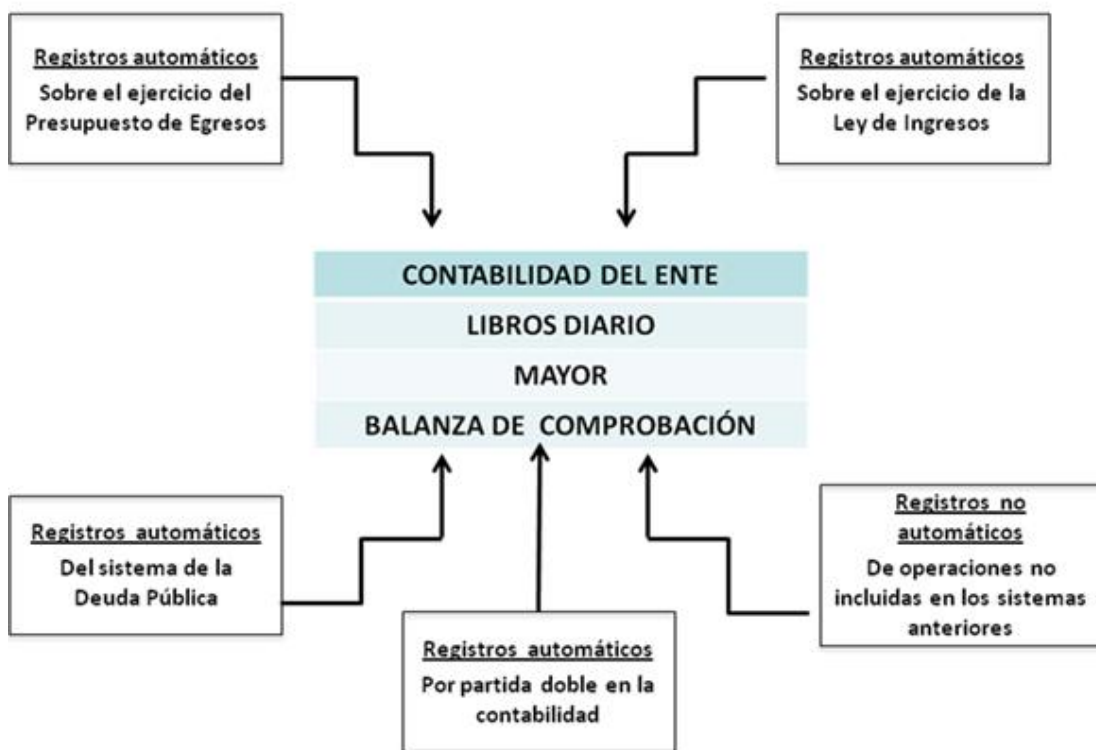 Registros automáticos
Sobre el ejercicio del
Presupuesto de Egresos
Registros automáticos
Sobre el ejercicio de la
Ley de Ingresos
CONTABILIDAD DEL ENTE
LIBROS DIARIO
MAYOR
BALANZA DE COMPROBACIÓN
Registros automáticos
Del sistema de la
Deuda Pública
Registros automáticos
Por partida doble en la
contabilidad
Registros no
automáticos
De operaciones no
incluidas en los sistemas
anteriores